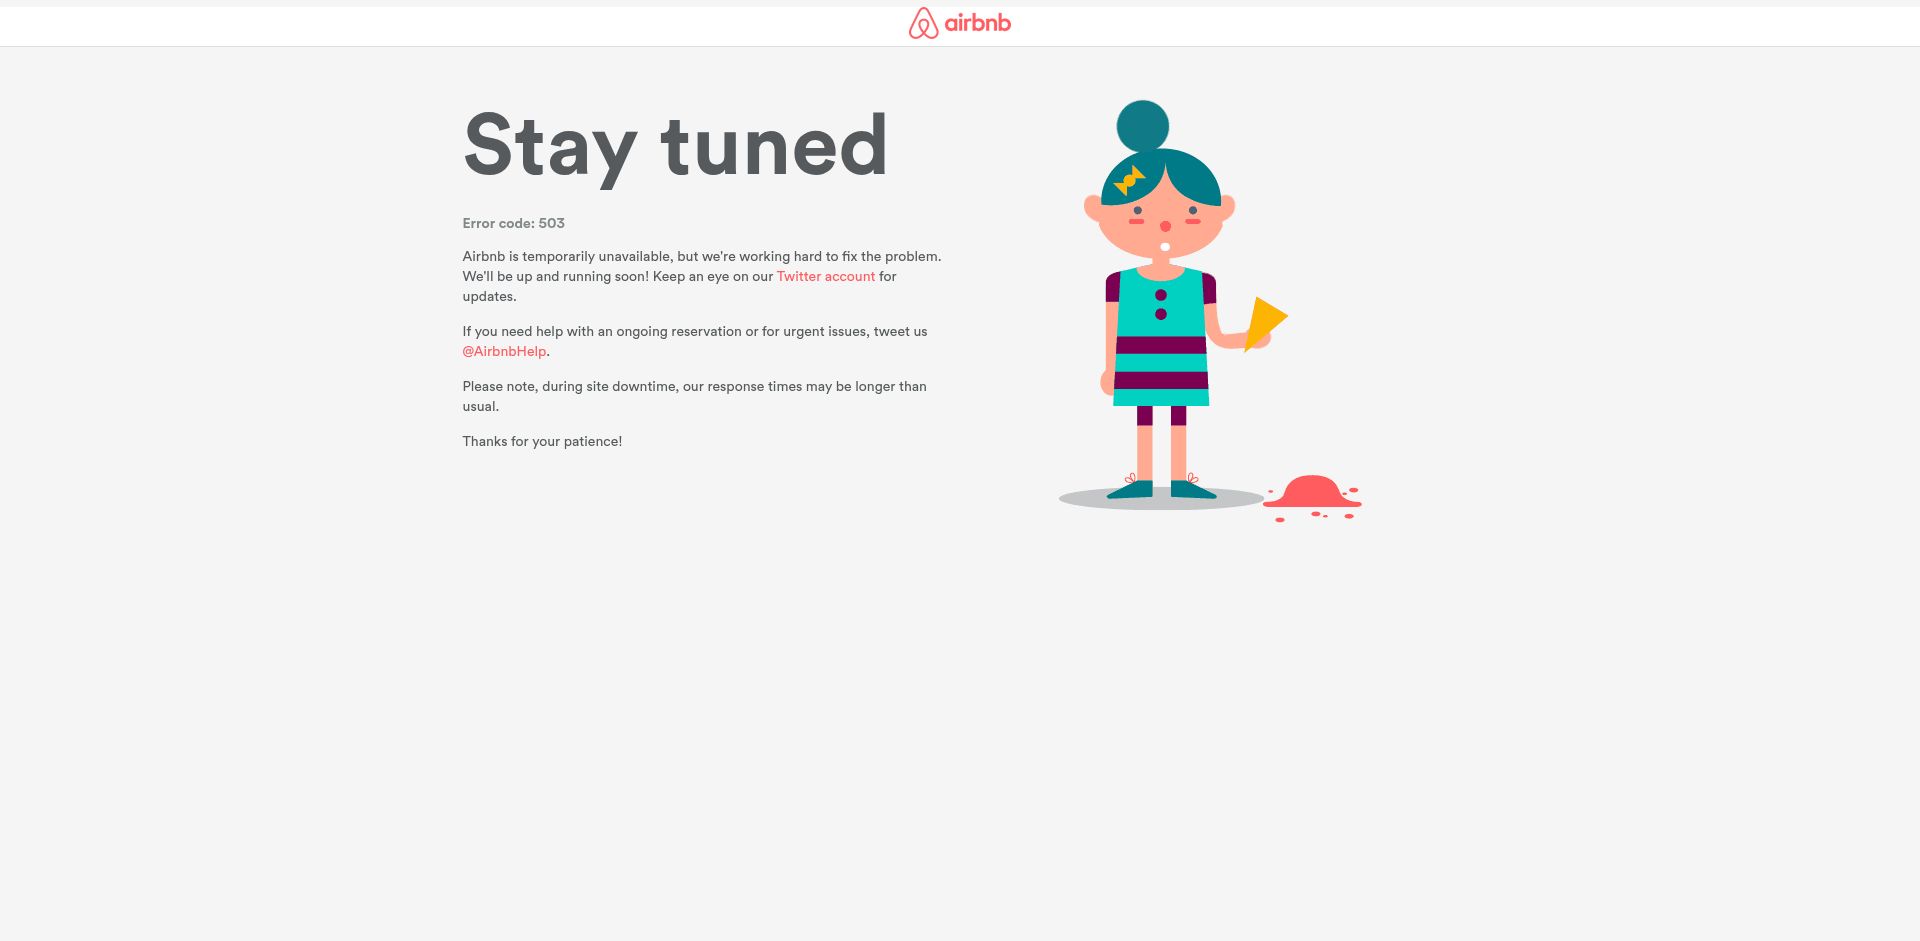 airbnb
Stay tuned
Error code: 503
Airbnb is temporarily unavailable, but we're working hard to fix the problem.
We'll be up and running soon! Keep an eye on our Twitter account for
updates.
If you need help with an ongoing reservation or for urgent issues, tweet us
@AirbnbHelp.
Please note, during site downtime, our response times may be longer than
usual.
Thanks for your patience!